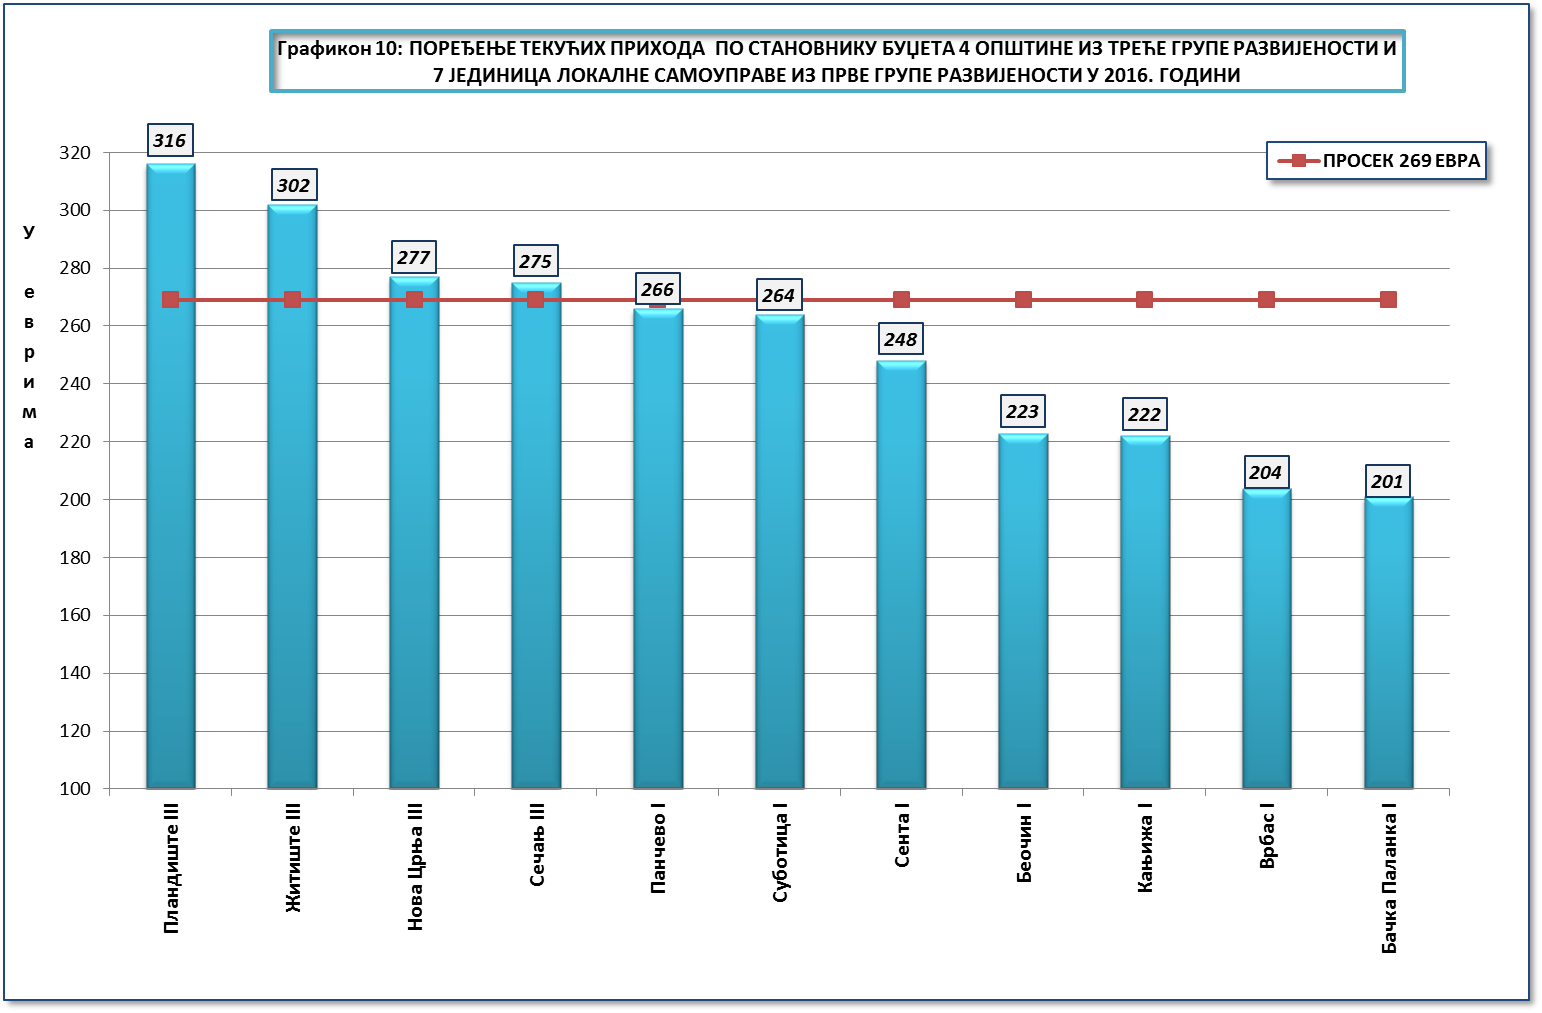 Графикон 10: ПОРЕЂЕЊЕ ТЕКУЋИХ ПРИХОДА ПО СТАНОВНИКУ БУЏЕТА 4 ОПШТИНЕ ИЗ ТРЕЋЕ ГРУПЕ РАЗВИЈЕНОСТИ И
7 ЈЕДИНИЦА ЛОКАЛНЕ САМОУПРАВЕ ИЗ ПРВЕ ГРУПЕ РАЗВИЈЕНОСТИ У 2016. ГОДИНИ
ПРОСЕК 269 ЕВРА
У еврима
320
300
280
260
240
220
200
180
160
140
120
100
316
302
277
275
266
264
248
223
222
204
201
Пландиште III
Житиште III
Нова Црња III
Сечањ III
Панчево I
Суботица I
Сента I
Беочин I
Кањижа I
Врбас I
Бачка Паланка I